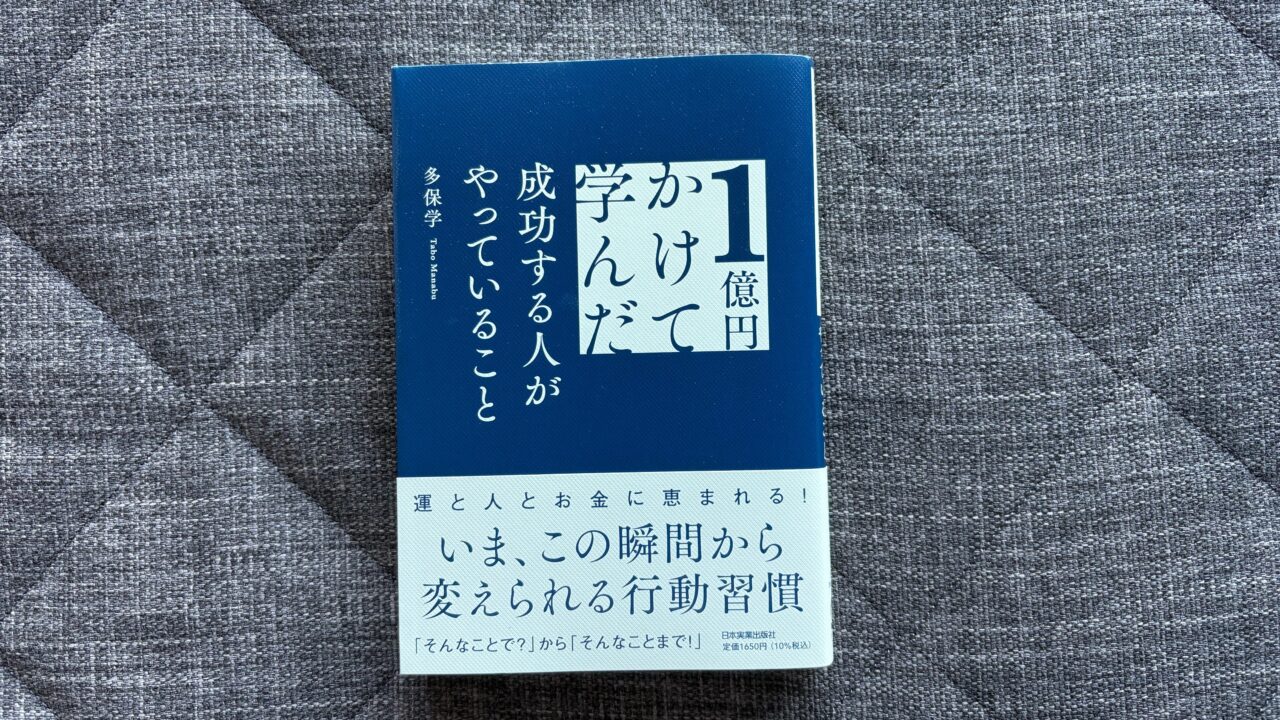 1億円
かけて
学んだ
成功する人が
やっていること
多保学 Tabo Manabu
運と人とお金に恵まれる!
いま、この瞬間から
変えられる行動習慣
「そんなことで?」から「そんなことまで!」
日本実業出版社
定価1650円(10%税込)